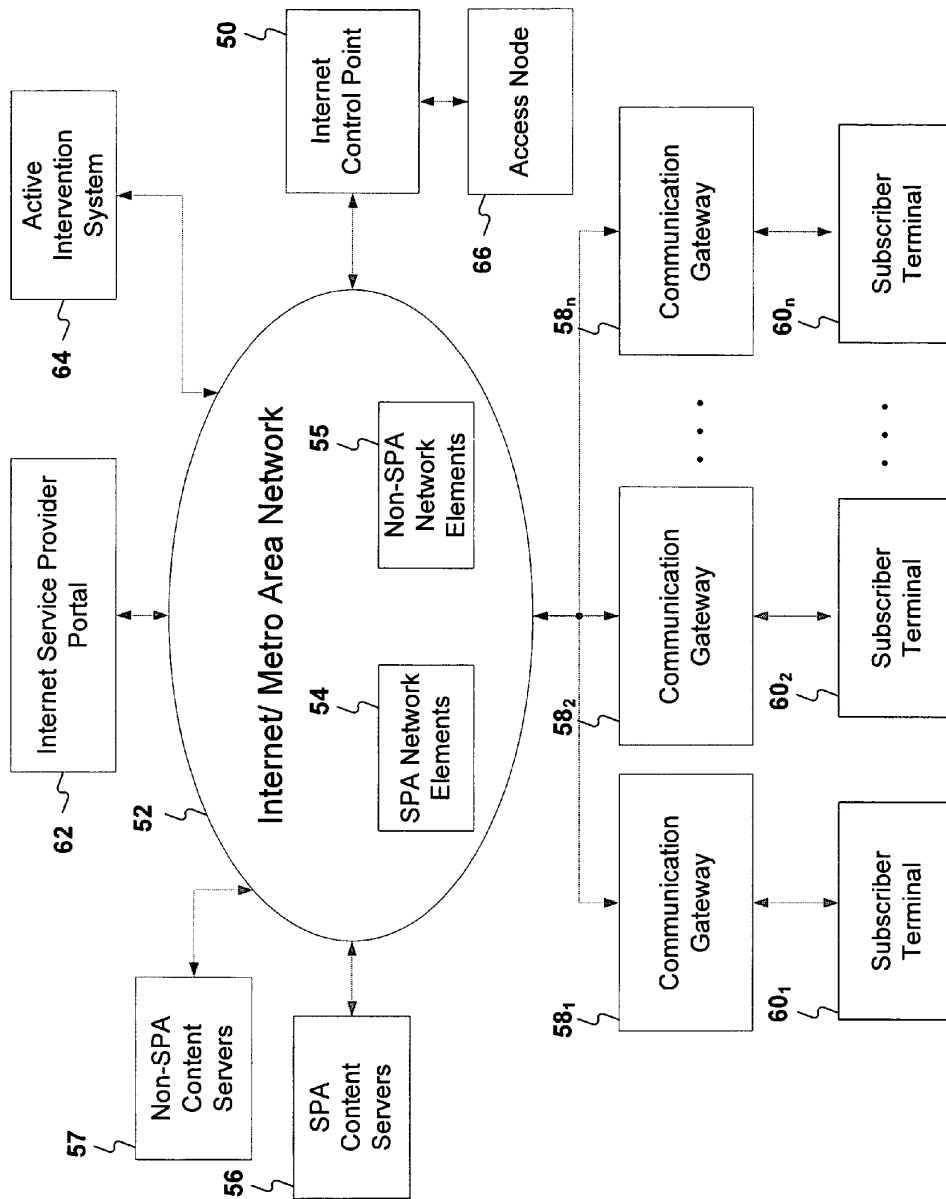 Internet Service Provider
Portal
62
Active
Intervention
System
64
Internet
Control Point
50
Access Node
66
52
Internet/ Metro Area Network
SPA Network
Elements
54
Non-SPA
Network
Elements
55
Non-SPA
Content
Servers
57
SPA
Content
Servers
56
Communication
Gateway
58₁
Communication
Gateway
58₂
Communication
Gateway
58ₙ
Subscriber
Terminal
60₁
Subscriber
Terminal
60₂
Subscriber
Terminal
60ₙ